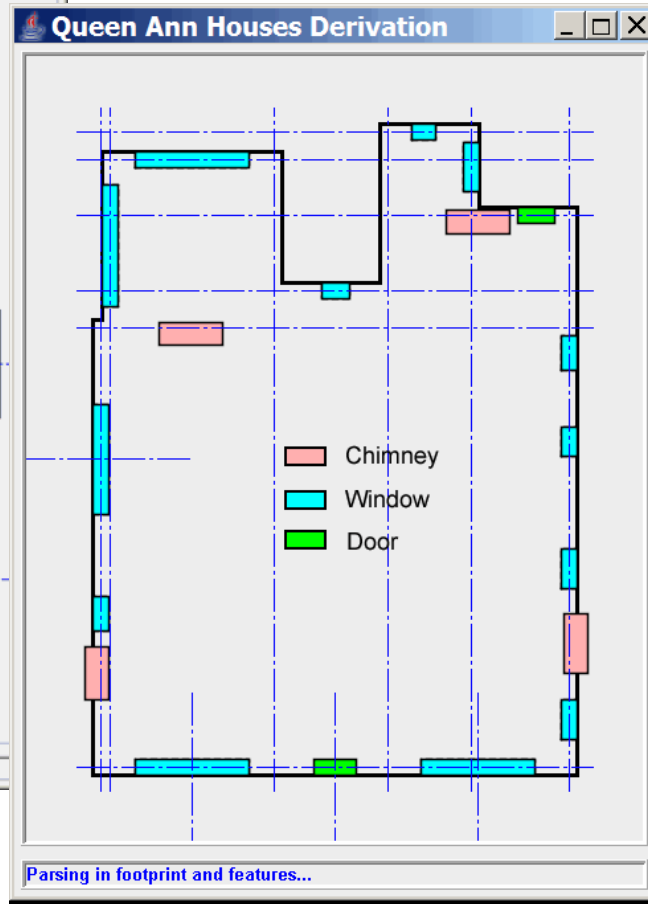 Queen Ann Houses Derivation
Chimney
Window
Door
Parsing in footprint and features...